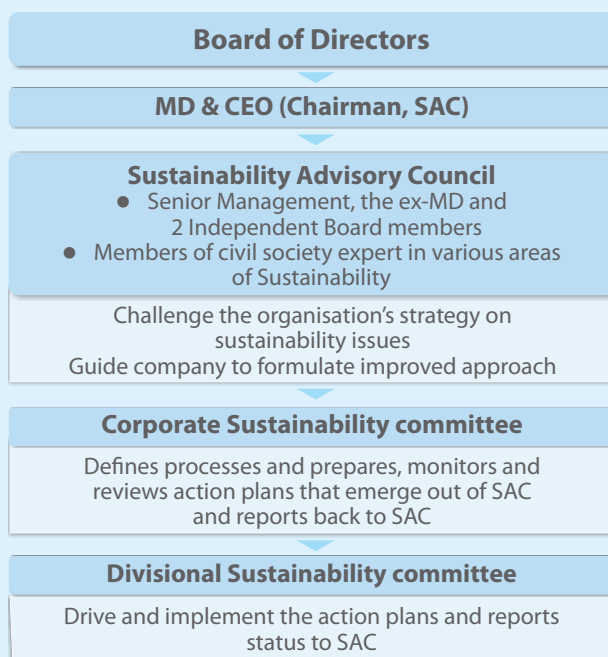 Board of Directors
MD & CEO (Chairman, SAC)
Sustainability Advisory Council
● Senior Management, the ex-MD and
2 Independent Board members
● Members of civil society expert in various areas
of Sustainability
Challenge the organisation’s strategy on
sustainability issues
Guide company to formulate improved approach
Corporate Sustainability committee
Defines processes and prepares, monitors and
reviews action plans that emerge out of SAC
and reports back to SAC
Divisional Sustainability committee
Drive and implement the action plans and reports
status to SAC